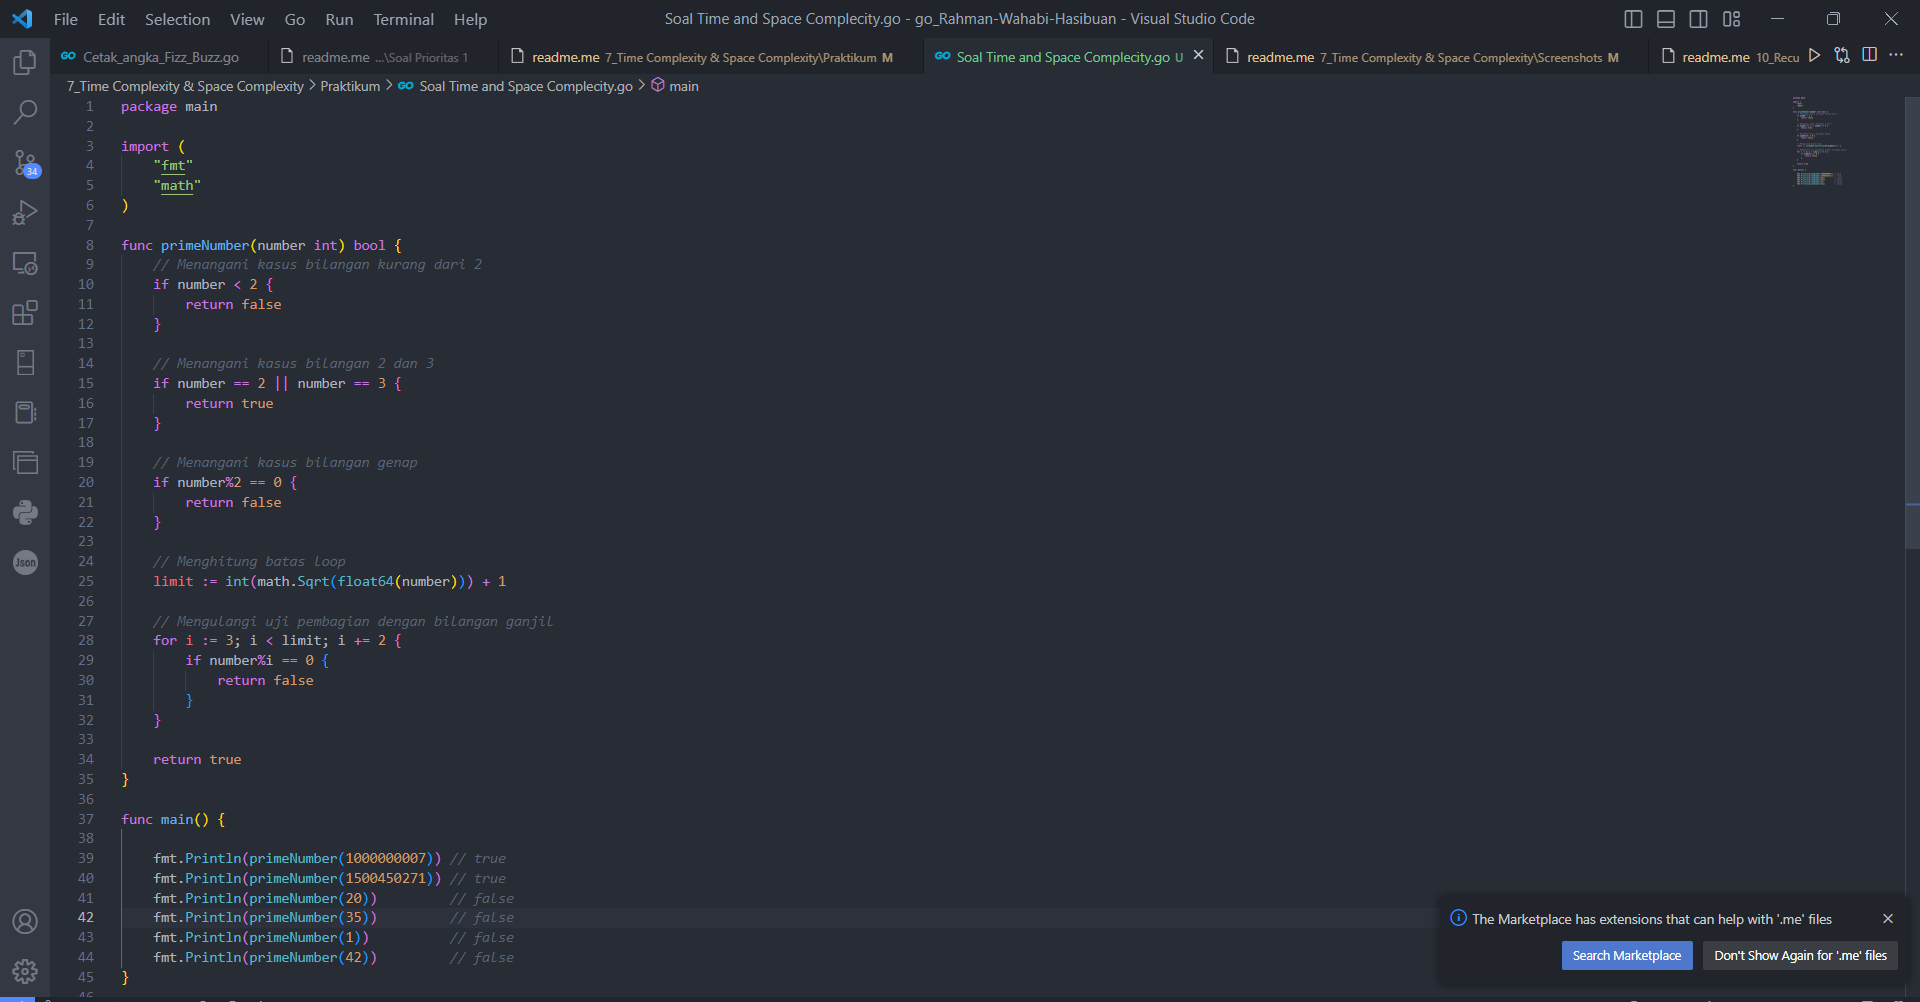 File Edit Selection View Go Run Terminal Help
Soal Time and Space Complecity.go - go_Rahman-Wahabi-Hasibuan - Visual Studio Code
GO Cetak_angka_Fizz_Buzz.go
readme.me ...\Soal Prioritas 1
readme.me 7_Time Complexity & Space Complexity\Praktikum M
GO Soal Time and Space Complecity.go U
readme.me 7_Time Complexity & Space Complexity\Screenshots M
readme.me 10_Recu
7_Time Complexity & Space Complexity > Praktikum > GO Soal Time and Space Complecity.go > main
34
Json
1 package main
2
3 import (
4     "fmt"
5     "math"
6 )
7
8 func primeNumber(number int) bool {
9     // Menangani kasus bilangan kurang dari 2
10     if number < 2 {
11         return false
12     }
13
14     // Menangani kasus bilangan 2 dan 3
15     if number == 2 || number == 3 {
16         return true
17     }
18
19     // Menangani kasus bilangan genap
20     if number%2 == 0 {
21         return false
22     }
23
24     // Menghitung batas loop
25     limit := int(math.Sqrt(float64(number))) + 1
26
27     // Mengulangi uji pembagian dengan bilangan ganjil
28     for i := 3; i < limit; i += 2 {
29         if number%i == 0 {
30             return false
31         }
32     }
33
34     return true
35 }
36
37 func main() {
38
39     fmt.Println(primeNumber(1000000007)) // true
40     fmt.Println(primeNumber(1500450271)) // true
41     fmt.Println(primeNumber(20))         // false
42     fmt.Println(primeNumber(35))         // false
43     fmt.Println(primeNumber(1))          // false
44     fmt.Println(primeNumber(42))         // false
45 }
46
The Marketplace has extensions that can help with '.me' files
Search Marketplace
Don't Show Again for '.me' files